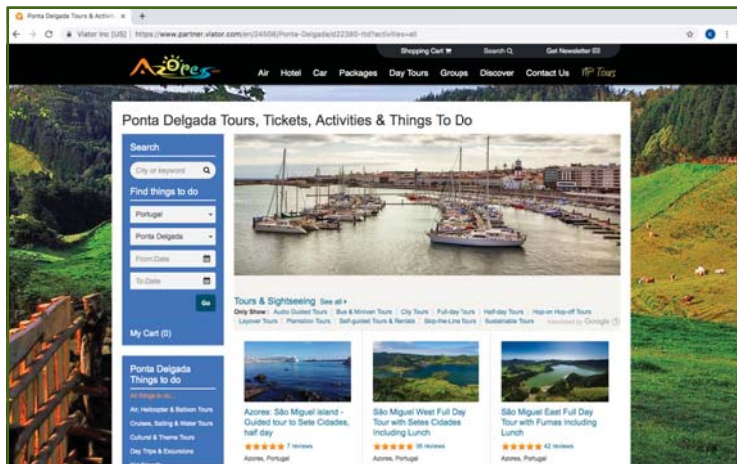 Ponta Delgada Tours & Activiti
Viator Inc [US] | https://www.partner.viator.com/en/24508/Ponta-Delgada/d22380-ttd?activities=all
Shopping Cart Search Get Newsletter
Azores
Air Hotel Car Packages Day Tours Groups Discover Contact Us VIP Tours
Ponta Delgada Tours, Tickets, Activities & Things To Do
Search
City or keyword
Find things to do
Portugal
Ponta Delgada
From Date
To Date
Go
My Cart (0)
Tours & Sightseeing See all
Only Show: Audio Guided Tours | Bus & Minivan Tours | City Tours | Full-day Tours | Half-day Tours | Hop-on Hop-off Tours
Layover Tours | Plantation Tours | Self-guided Tours & Rentals | Skip-the-Line Tours | Sustainable Tours translated by Google
Ponta Delgada
Things to do
All things to do...
Air, Helicopter & Balloon Tours
Cruises, Sailing & Water Tours
Cultural & Theme Tours
Day Trips & Excursions
Azores: São Miguel island -
Guided tour to Sete Cidades,
half day
7 reviews
Azores, Portugal
São Miguel West Full Day
Tour with Setes Cidades
Including Lunch
36 reviews
Azores, Portugal
São Miguel East Full Day
Tour with Furnas Including
Lunch
42 reviews
Azores, Portugal